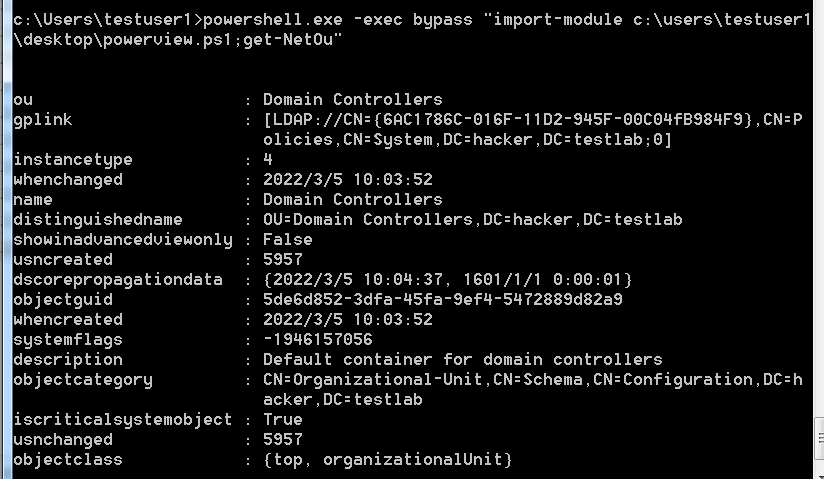 c:\Users\testuser1>powershell.exe -exec bypass "import-module c:\users\testuser1
\desktop\powerview.ps1;get-NetOu"
ou : Domain Controllers
gplink : [LDAP://CN={6AC1786C-016F-11D2-945F-00C04fB984F9},CN=P
olicies,CN=System,DC=hacker,DC=testlab;0]
instancetype : 4
whenchanged : 2022/3/5 10:03:52
name : Domain Controllers
distinguishedname : OU=Domain Controllers,DC=hacker,DC=testlab
showinadvancedviewonly : False
usncreated : 5957
dscorepropagationdata : {2022/3/5 10:04:37, 1601/1/1 0:00:01}
objectguid : 5de6d852-3dfa-45fa-9ef4-5472889d82a9
whencreated : 2022/3/5 10:03:52
systemflags : -1946157056
description : Default container for domain controllers
objectcategory : CN=Organizational-Unit,CN=Schema,CN=Configuration,DC=h
acker,DC=testlab
iscriticalsystemobject : True
usnchanged : 5957
objectclass : {top, organizationalUnit}